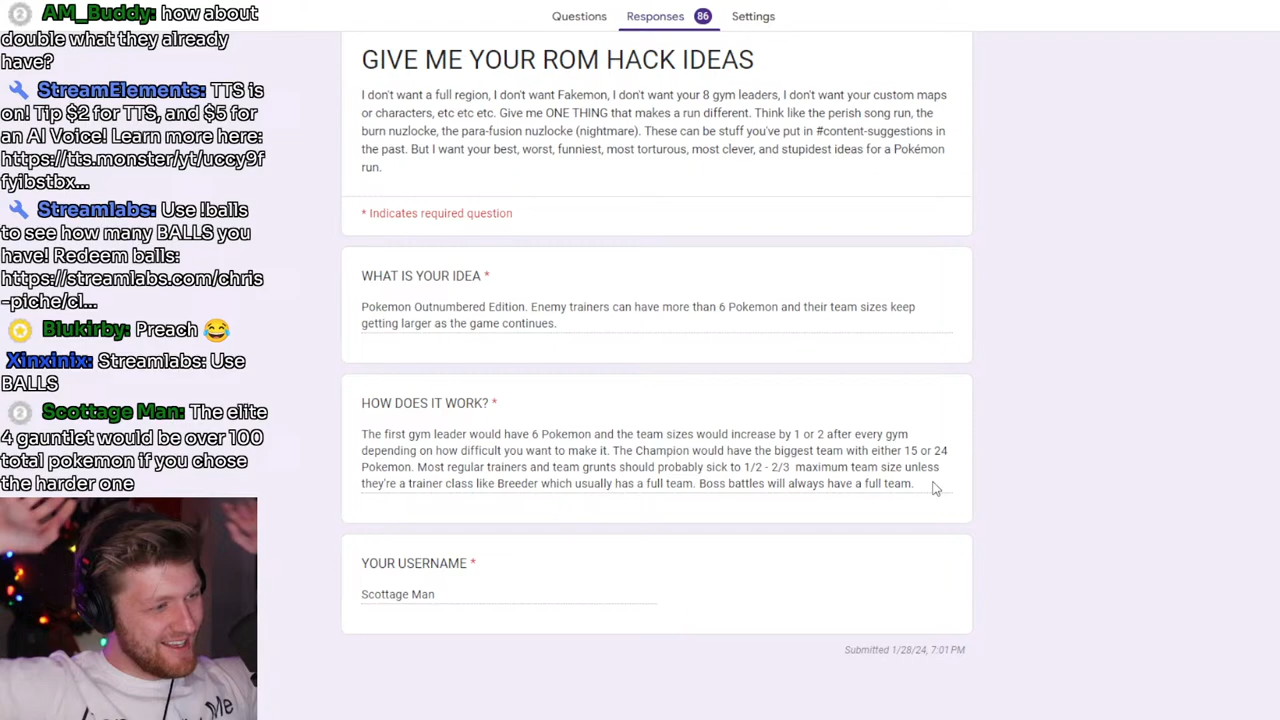 AM_Buddy: how about
double what they already
have?
StreamElements: TTS is
on! Tip $2 for TTS, and $5 for
an AI Voice! Learn more here:
https://tts.monster/yt/uccy9f
fyibstbx...
Streamlabs: Use !balls
to see how many BALLS you
have! Redeem balls:
https://streamlabs.com/chris
-piche/cl...
Blukirby: Preach 😂
Xinxinix: Streamlabs: Use
BALLS
Scottage Man: The elite
4 gauntlet would be over 100
total pokemon if you chose
the harder one
Questions
Responses 86
Settings
GIVE ME YOUR ROM HACK IDEAS
I don't want a full region, I don't want Fakemon, I don't want your 8 gym leaders, I don't want your custom maps
or characters, etc etc etc. Give me ONE THING that makes a run different. Think like the perish song run, the
burn nuzlocke, the para-fusion nuzlocke (nightmare). These can be stuff you've put in #content-suggestions in
the past. But I want your best, worst, funniest, most torturous, most clever, and stupidest ideas for a Pokémon
run.
* Indicates required question
WHAT IS YOUR IDEA *
Pokemon Outnumbered Edition. Enemy trainers can have more than 6 Pokemon and their team sizes keep
getting larger as the game continues.
HOW DOES IT WORK? *
The first gym leader would have 6 Pokemon and the team sizes would increase by 1 or 2 after every gym
depending on how difficult you want to make it. The Champion would have the biggest team with either 15 or 24
Pokemon. Most regular trainers and team grunts should probably sick to 1/2 - 2/3 maximum team size unless
they're a trainer class like Breeder which usually has a full team. Boss battles will always have a full team.
YOUR USERNAME *
Scottage Man
Submitted 1/28/24, 7:01 PM